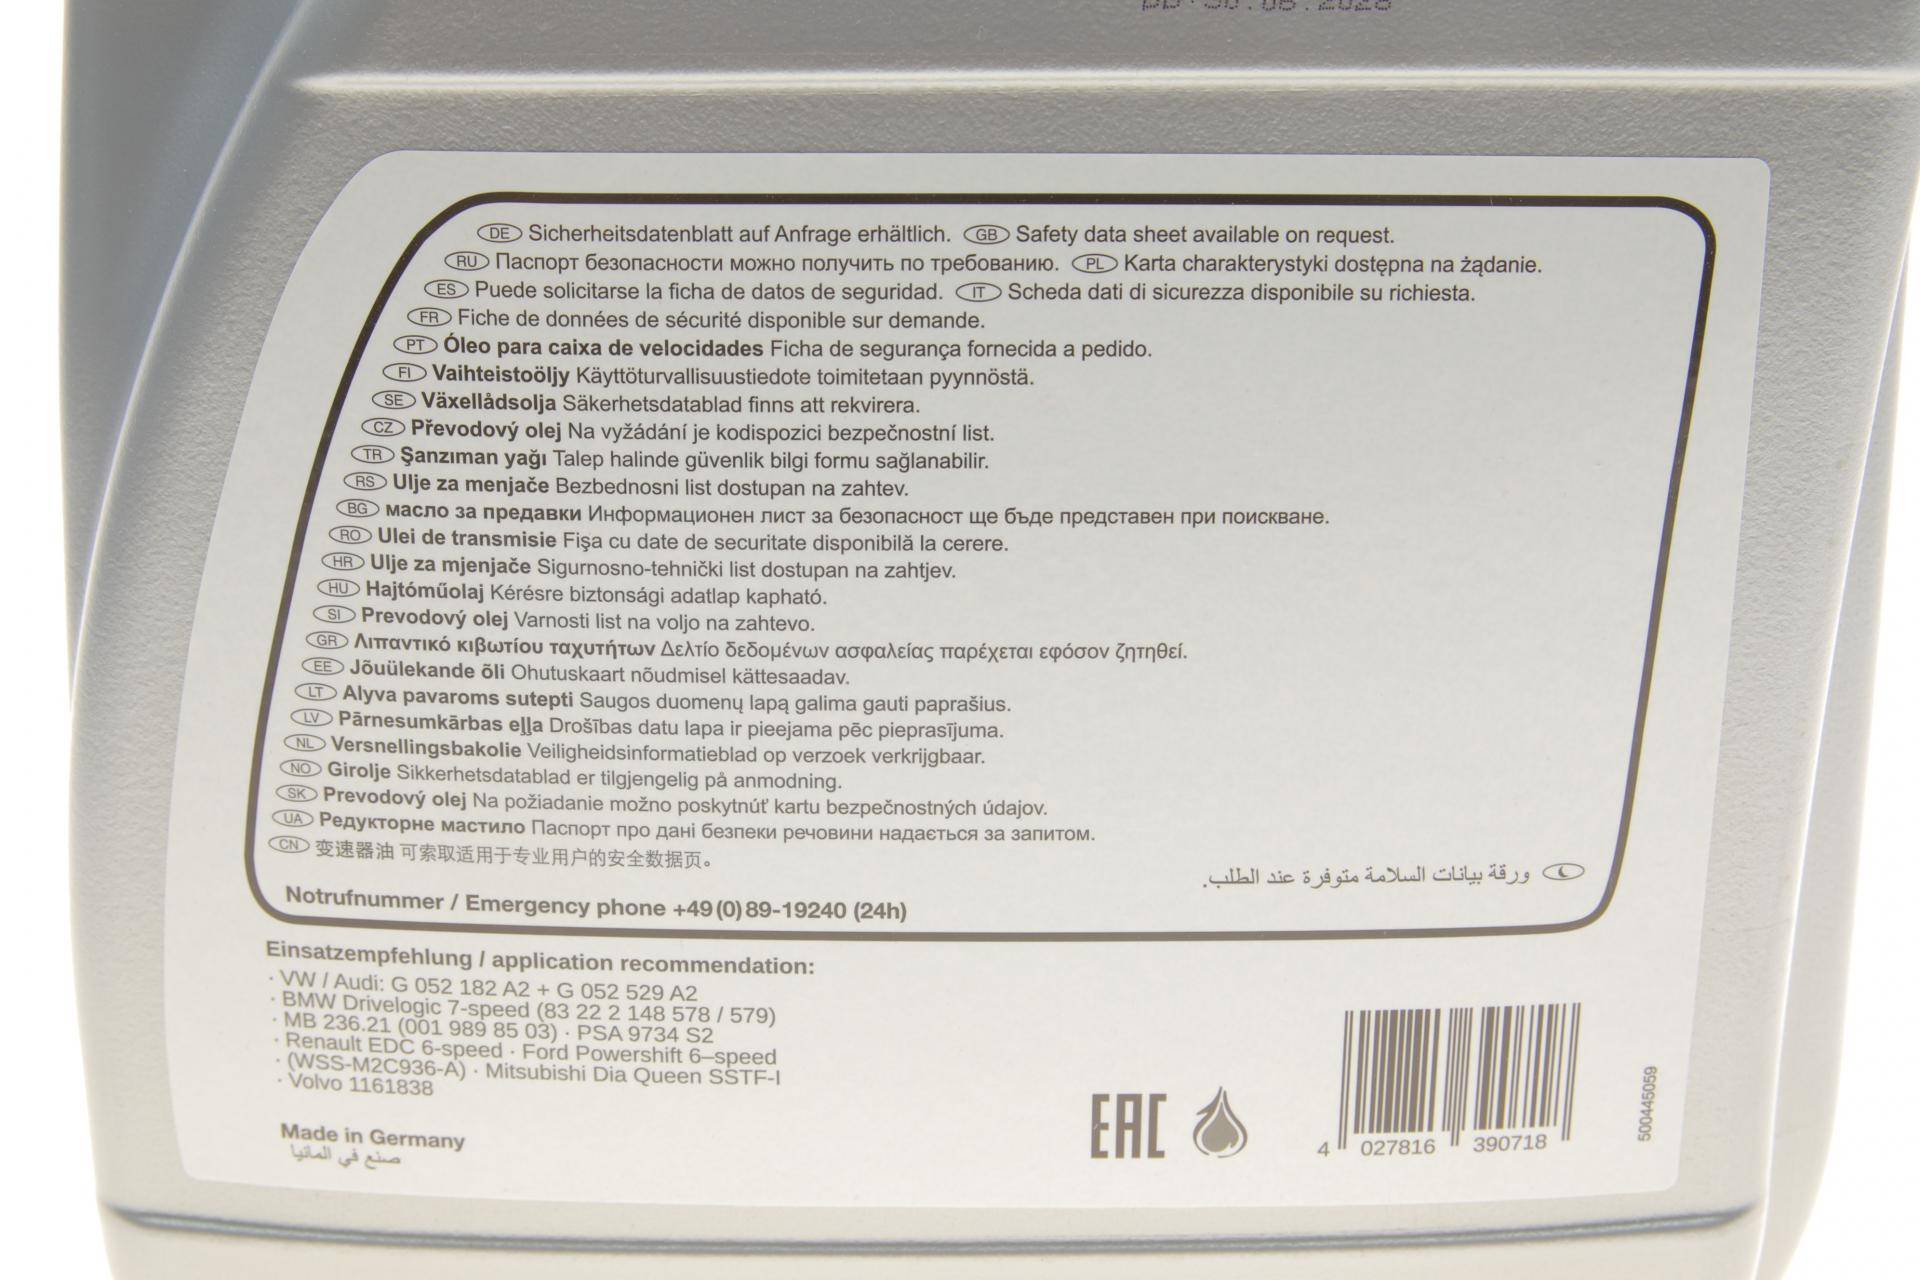 DE Sicherheitsdatenblatt auf Anfrage erhältlich. GB Safety data sheet available on request.
RU Паспорт безопасности можно получить по требованию. PL Karta charakterystyki dostępna na żądanie.
ES Puede solicitarse la ficha de datos de seguridad. IT Scheda dati di sicurezza disponibile su richiesta.
FR Fiche de données de sécurité disponible sur demande.
PT Óleo para caixa de velocidades Ficha de segurança fornecida a pedido.
FI Vaihteistoöljy Käyttöturvallisuustiedote toimitetaan pyynnöstä.
SE Växellådsolja Säkerhetsdatablad finns att rekvirera.
CZ Převodový olej Na vyžádání je kodispozici bezpečnostní list.
TR Şanzıman yağı Talep halinde güvenlik bilgi formu sağlanabilir.
RS Ulje za menjače Bezbednosni list dostupan na zahtev.
BG масло за предавки Информационен лист за безопасност ще бъде представен при поискване.
RO Ulei de transmisie Fişa cu date de securitate disponibilă la cerere.
HR Ulje za mjenjače Sigurnosno-tehnički list dostupan na zahtjev.
HU Hajtóműolaj Kérésre biztonsági adatlap kapható.
SI Prevodový olej Varnosti list na voljo na zahtevo.
GR Λιπαντικό κιβωτίου ταχυτήτων Δελτίο δεδομένων ασφαλείας παρέχεται εφόσον ζητηθεί.
EE Jõuülekande õli Ohutuskaart nõudmisel kättesaadav.
LT Alyva pavaroms sutepti Saugos duomenų lapą galima gauti paprašius.
LV Pārnesumkārbas eļļa Drošības datu lapa ir pieejama pēc pieprasījuma.
NL Versnellingsbakolie Veiligheidsinformatieblad op verzoek verkrijgbaar.
NO Girolje Sikkerhetsdatablad er tilgjengelig på anmodning.
SK Prevodový olej Na požiadanie možno poskytnúť kartu bezpečnostných údajov.
UA Редукторне мастило Паспорт про дані безпеки речовини надається за запитом.
CN 变速器油 可索取适用于专业用户的安全数据页。
ورقة بيانات السلامة متوفرة عند الطلب.
Notrufnummer / Emergency phone +49(0)89-19240 (24h)
Einsatzempfehlung / application recommendation:
· VW / Audi: G 052 182 A2 + G 052 529 A2
· BMW Drivelogic 7-speed (83 22 2 148 578 / 579)
· MB 236.21 (001 989 85 03) · PSA 9734 S2
· Renault EDC 6-speed · Ford Powershift 6–speed
· (WSS-M2C936-A) · Mitsubishi Dia Queen SSTF-I
· Volvo 1161838
Made in Germany
صنع في المانيا
EAC
4 027816 390718
500445059